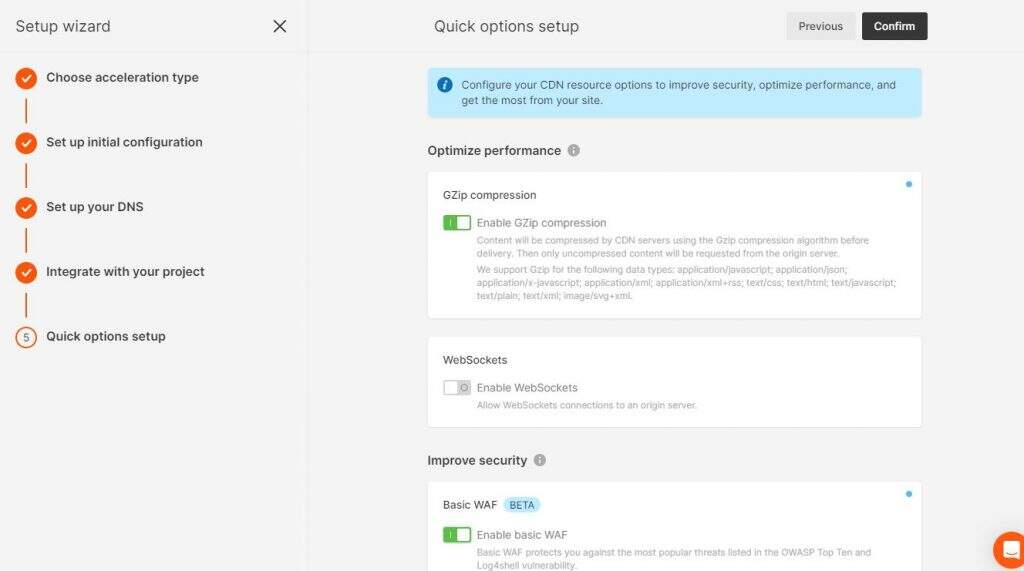 Setup wizard
Choose acceleration type
Set up initial configuration
Set up your DNS
Integrate with your project
5
Quick options setup
Quick options setup
Previous
Confirm
Configure your CDN resource options to improve security, optimize performance, and
get the most from your site.
Optimize performance
GZip compression
Enable GZip compression
Content will be compressed by CDN servers using the Gzip compression algorithm before
delivery. Then only uncompressed content will be requested from the origin server.
We support Gzip for the following data types: application/javascript; application/json;
application/x-javascript; application/xml; application/xml+rss; text/css; text/html; text/javascript;
text/plain; text/xml; image/svg+xml.
WebSockets
Enable WebSockets
Allow WebSockets connections to an origin server.
Improve security
Basic WAF BETA
Enable basic WAF
Basic WAF protects you against the most popular threats listed in the OWASP Top Ten and
Log4shell vulnerability.